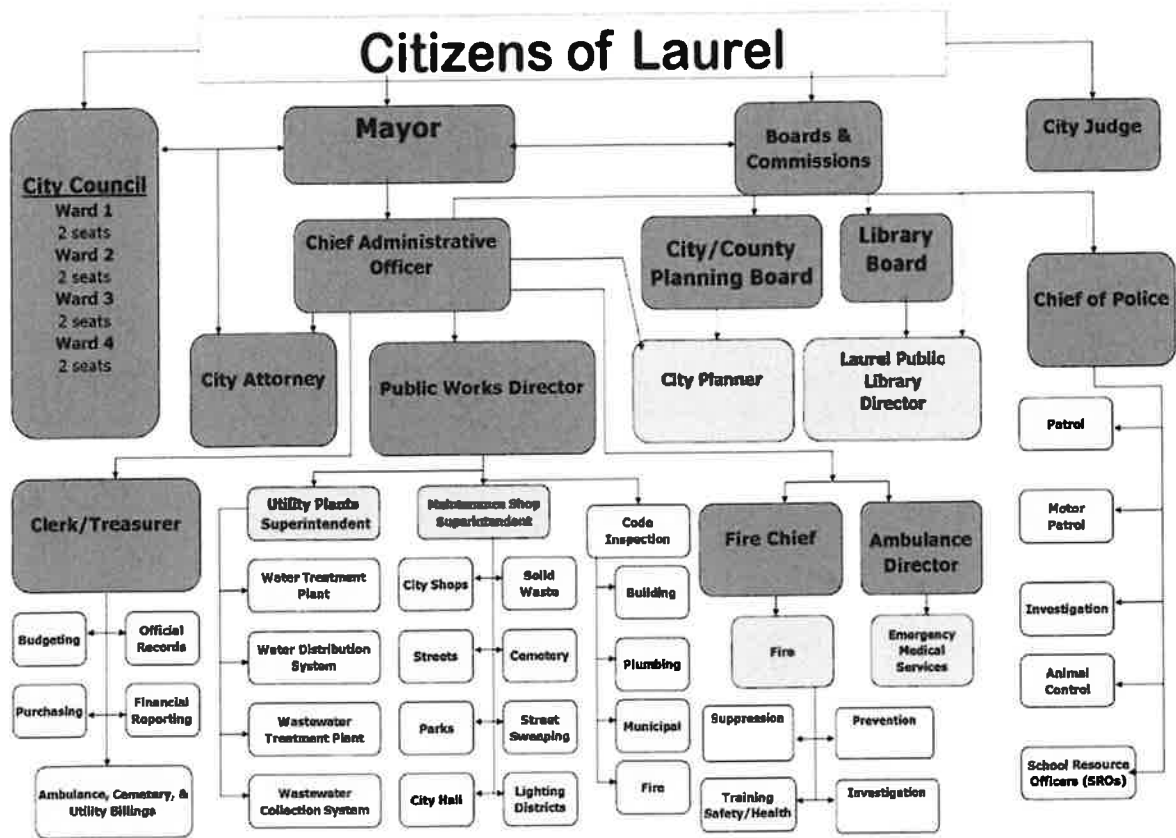 Citizens of Laurel
City Council
Ward 1
2 seats
Ward 2
2 seats
Ward 3
2 seats
Ward 4
2 seats
Mayor
Boards &
Commissions
City Judge
Chief Administrative
Officer
City/County
Planning Board
Library
Board
Chief of Police
City Attorney
Public Works Director
City Planner
Laurel Public
Library
Director
Clerk/Treasurer
Budgeting
Official
Records
Purchasing
Financial
Reporting
Ambulance, Cemetery, &
Utility Billings
Utility Plants
Superintendent
Water Treatment
Plant
Water Distribution
System
Wastewater
Treatment Plant
Wastewater
Collection System
Maintenance Shop
Superintendent
City Shops
Solid
Waste
Streets
Cemetery
Parks
Street
Sweeping
City Hall
Lighting
Districts
Code
Inspection
Building
Plumbing
Municipal
Fire
Fire Chief
Fire
Suppression
Prevention
Training
Safety/Health
Investigation
Ambulance
Director
Emergency
Medical
Services
Patrol
Motor
Patrol
Investigation
Animal
Control
School Resource
Officers (SROs)